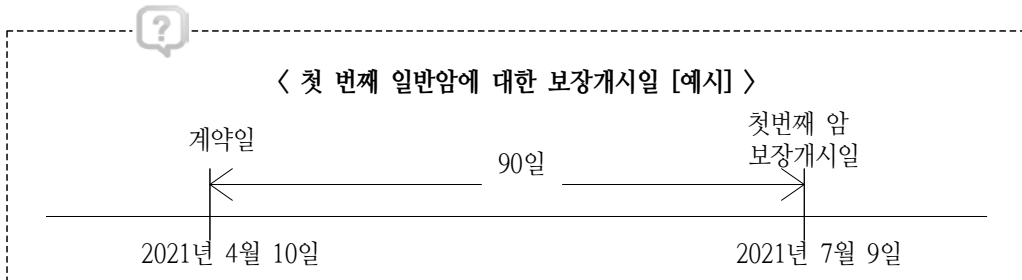 ?
< 첫 번째 일반암에 대한 보장개시일 [예시] >
계약일
90일
첫번째 암
보장개시일
2021년 4월 10일
2021년 7월 9일